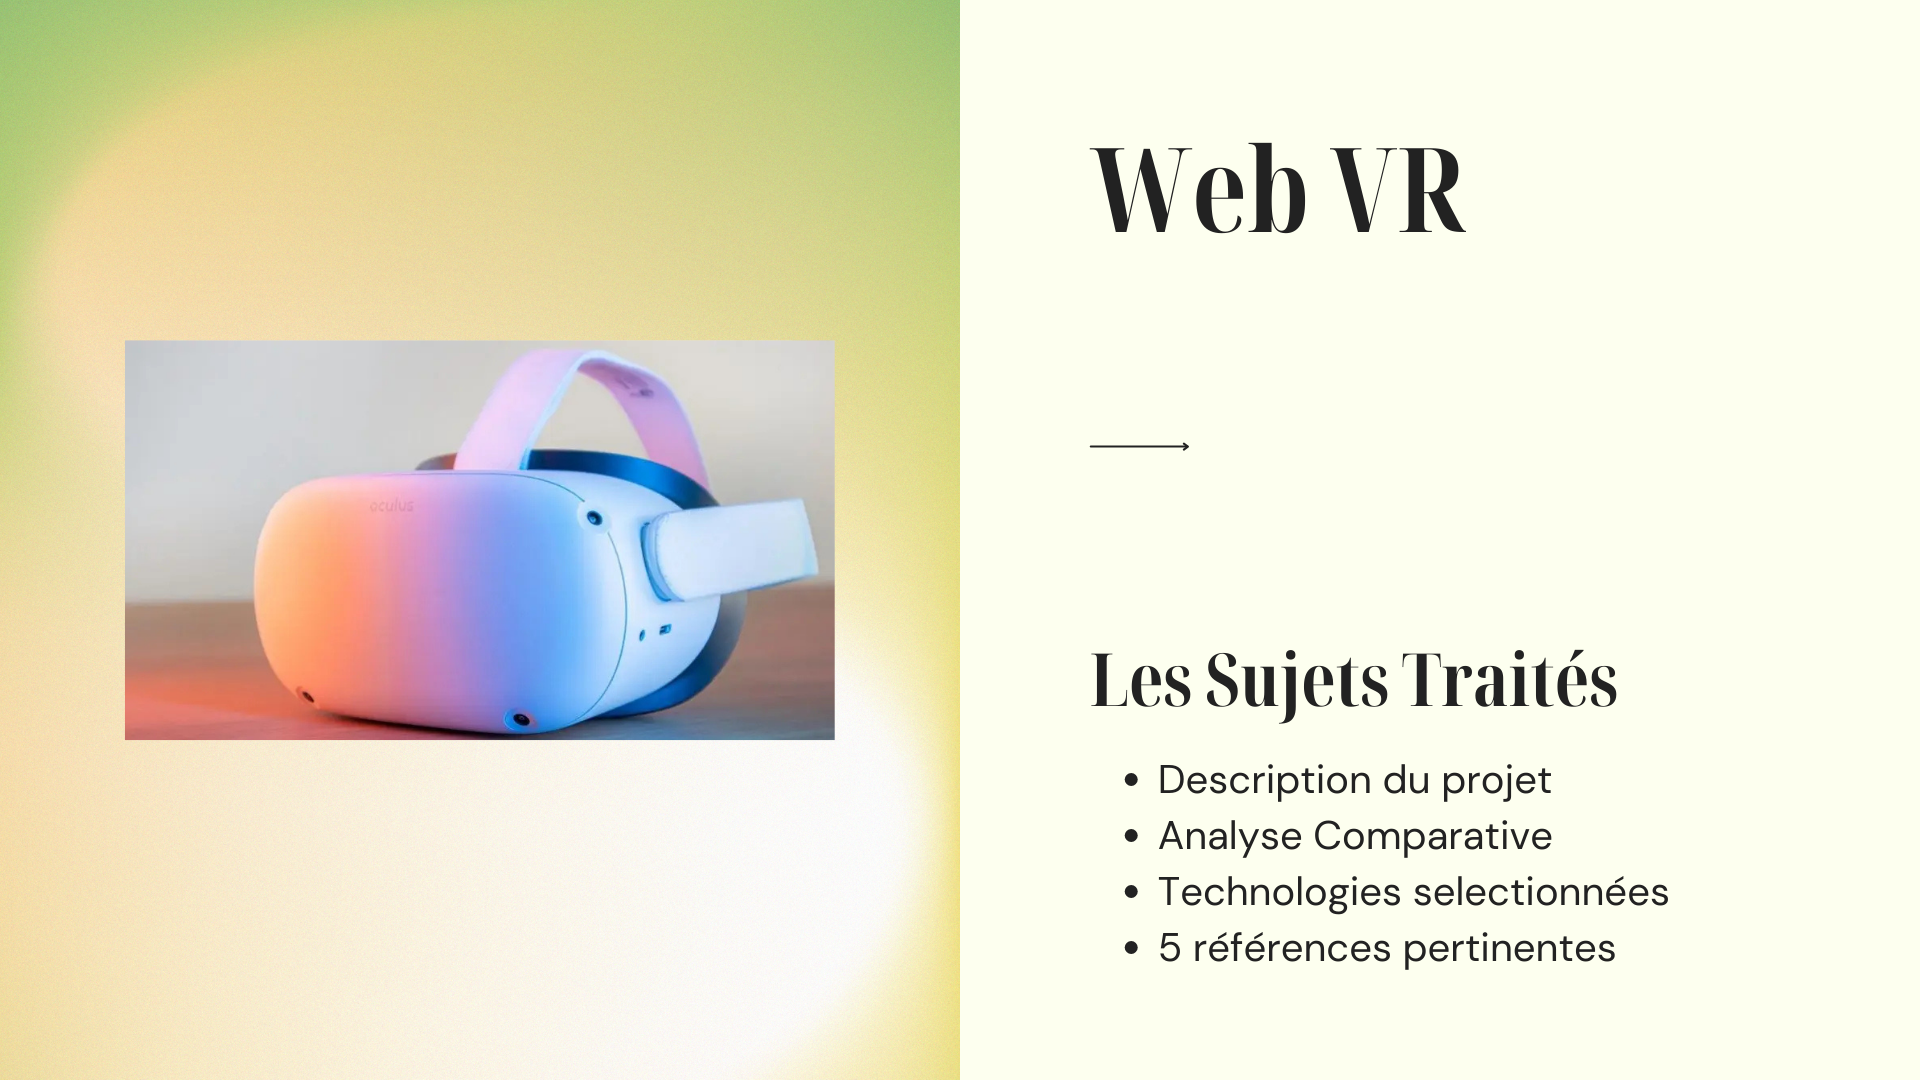 Web VR
oculus
Les Sujets Traités
Description du projet
Analyse Comparative
Technologies selectionnées
5 références pertinentes